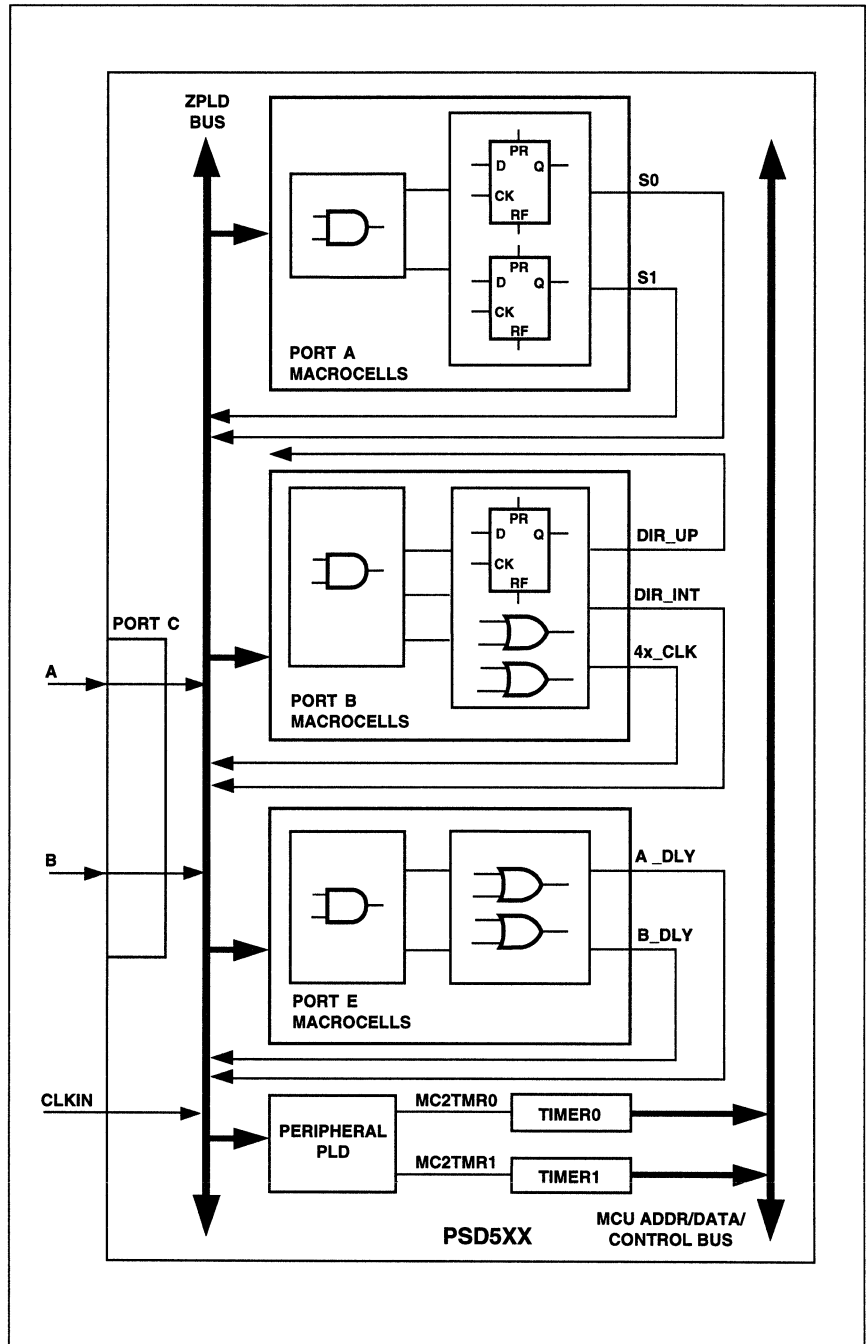 ZPLD
BUS
PR
D Q
CK
RF
S0
PR
D Q
CK
RF
S1
PORT A
MACROCELLS
PR
D Q
CK
RF
DIR_UP
DIR_INT
4x_CLK
PORT B
MACROCELLS
PORT C
A
B
A_DLY
B_DLY
PORT E
MACROCELLS
CLKIN
PERIPHERAL
PLD
MC2TMR0
TIMER0
MC2TMR1
TIMER1
PSD5XX
MCU ADDR/DATA/
CONTROL BUS